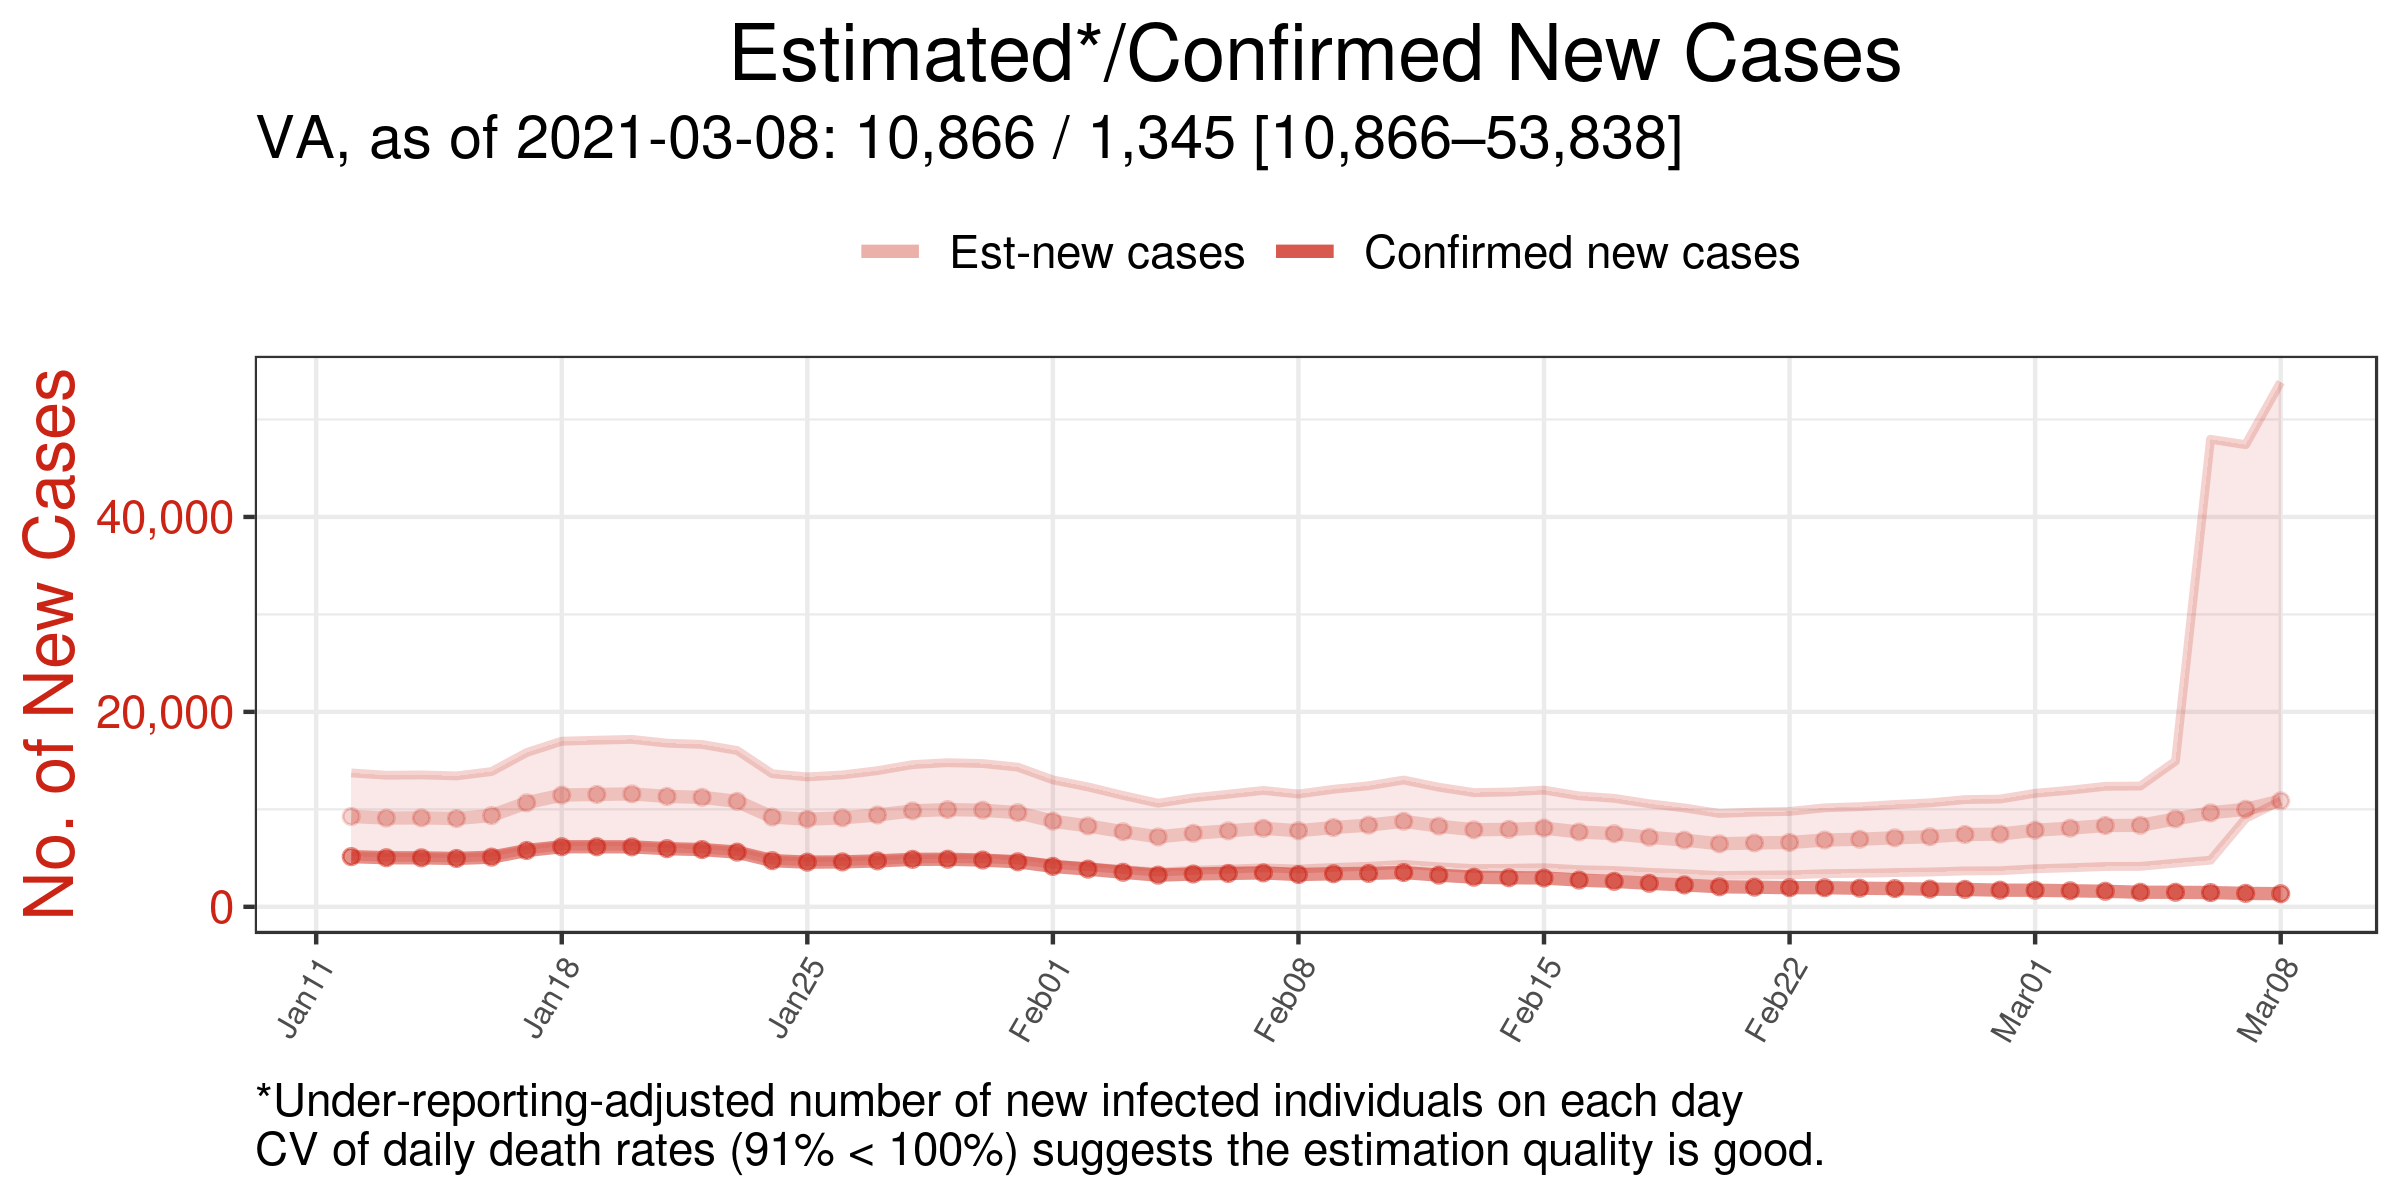 Estimated*/Confirmed New Cases
VA, as of 2021-03-08: 10,866 / 1,345 [10,866–53,838]
Est-new cases
Confirmed new cases
No. of New Cases
40,000
20,000
0
Jan11
Jan18
Jan25
Feb01
Feb08
Feb15
Feb22
Mar01
Mar08
*Under-reporting-adjusted number of new infected individuals on each day
CV of daily death rates (91% < 100%) suggests the estimation quality is good.